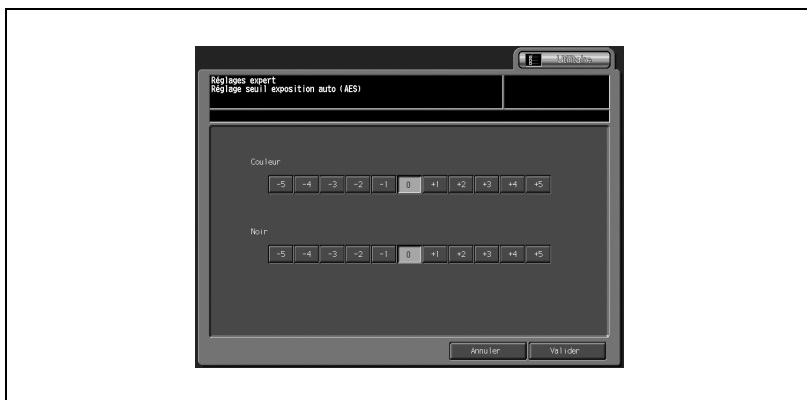 Utilitaire
Réglages expert
Réglage seuil exposition auto (AES)
Couleur
-5 -4 -3 -2 -1 0 +1 +2 +3 +4 +5
Noir
-5 -4 -3 -2 -1 0 +1 +2 +3 +4 +5
Annuler Valider